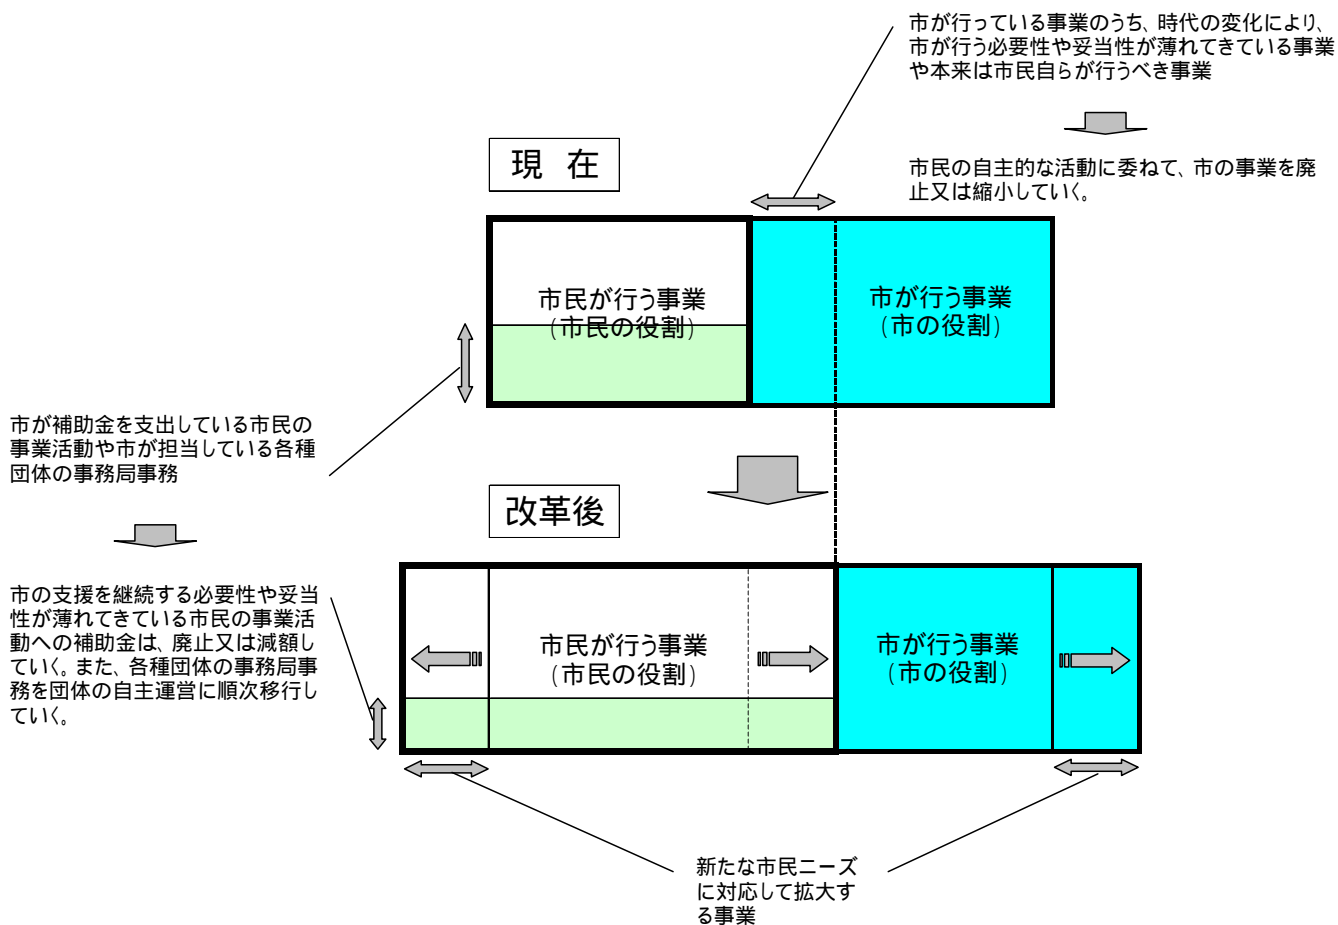 市が行っている事業のうち、時代の変化により、
市が行う必要性や妥当性が薄れてきている事業
や本来は市民自らが行うべき事業
市民の自主的な活動に委ねて、市の事業を廃
止又は縮小していく。
現 在
市民が行う事業
(市民の役割)
市が行う事業
(市の役割)
市が補助金を支出している市民の
事業活動や市が担当している各種
団体の事務局事務
改革後
市の支援を継続する必要性や妥当
性が薄れてきている市民の事業活
動への補助金は、廃止又は減額し
ていく。また、各種団体の事務局事
務を団体の自主運営に順次移行し
ていく。
市民が行う事業
(市民の役割)
市が行う事業
(市の役割)
新たな市民ニーズ
に対応して拡大す
る事業